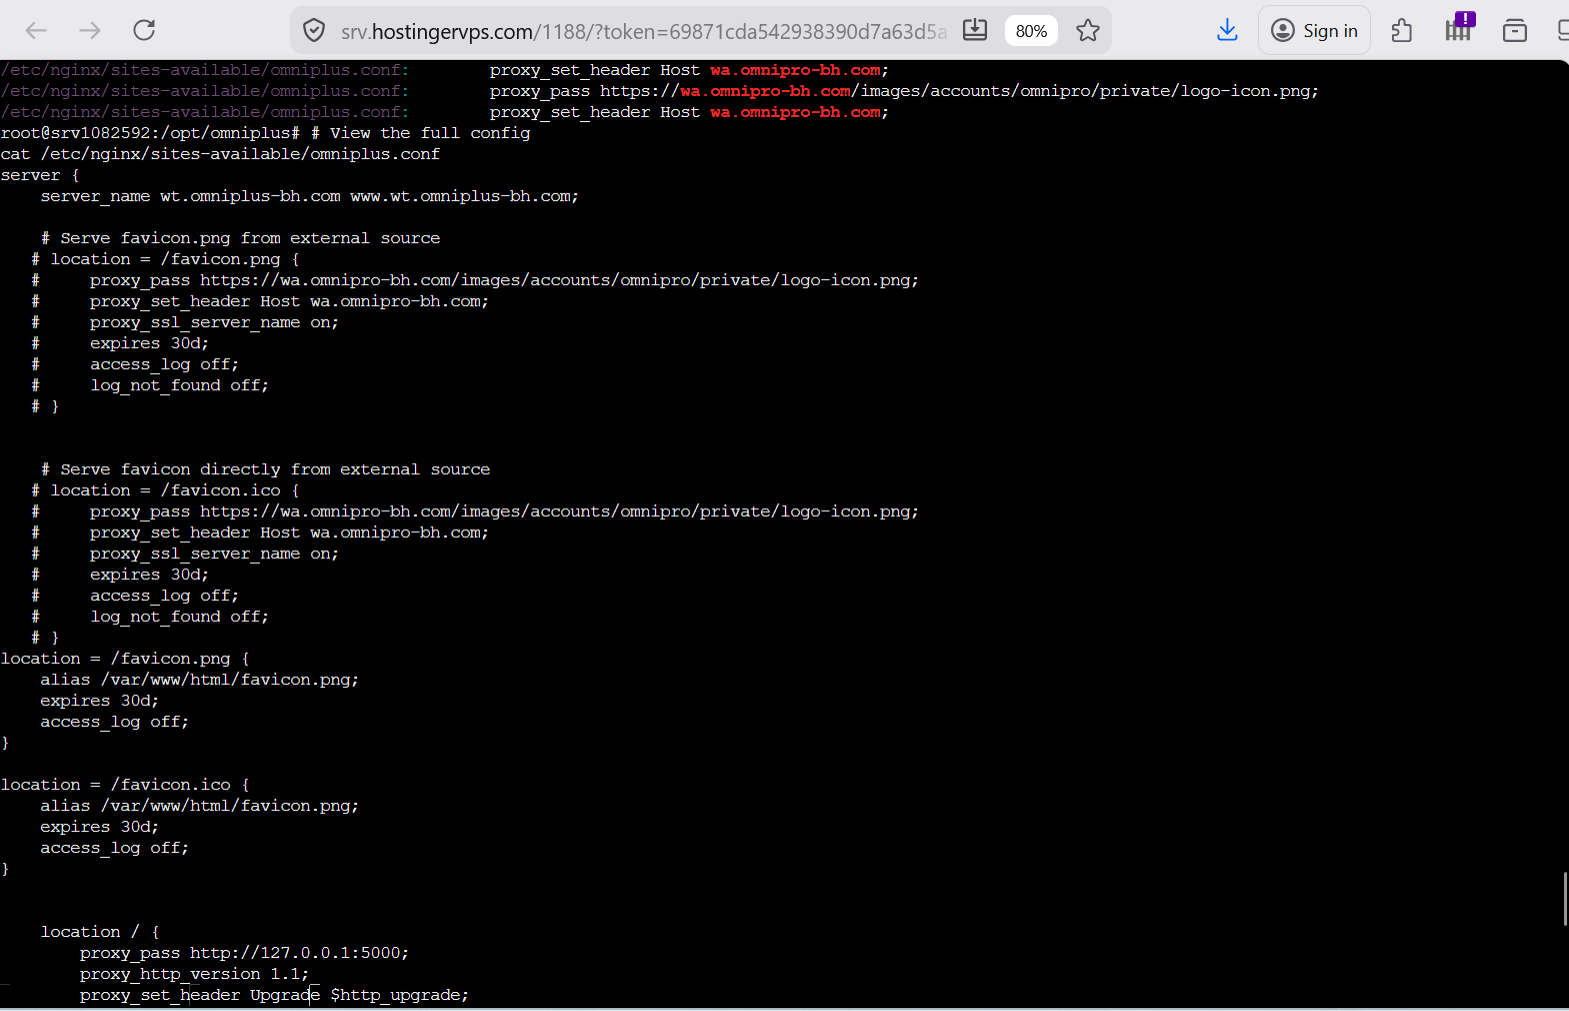 srv.hostingervps.com/1188/?token=69871cda542938390d7a63d5a
80%
Sign in
!
/etc/nginx/sites-available/omniplus.conf:        proxy_set_header Host wa.omnipro-bh.com;
/etc/nginx/sites-available/omniplus.conf:        proxy_pass https://wa.omnipro-bh.com/images/accounts/omnipro/private/logo-icon.png;
/etc/nginx/sites-available/omniplus.conf:        proxy_set_header Host wa.omnipro-bh.com;
root@srv1082592:/opt/omniplus# # View the full config
cat /etc/nginx/sites-available/omniplus.conf
server {
    server_name wt.omniplus-bh.com www.wt.omniplus-bh.com;

    # Serve favicon.png from external source
   # location = /favicon.png {
   #     proxy_pass https://wa.omnipro-bh.com/images/accounts/omnipro/private/logo-icon.png;
   #     proxy_set_header Host wa.omnipro-bh.com;
   #     proxy_ssl_server_name on;
   #     expires 30d;
   #     access_log off;
   #     log_not_found off;
   # }

    # Serve favicon directly from external source
   # location = /favicon.ico {
   #     proxy_pass https://wa.omnipro-bh.com/images/accounts/omnipro/private/logo-icon.png;
   #     proxy_set_header Host wa.omnipro-bh.com;
   #     proxy_ssl_server_name on;
   #     expires 30d;
   #     access_log off;
   #     log_not_found off;
   # }
location = /favicon.png {
    alias /var/www/html/favicon.png;
    expires 30d;
    access_log off;
}

location = /favicon.ico {
    alias /var/www/html/favicon.png;
    expires 30d;
    access_log off;
}

    location / {
        proxy_pass http://127.0.0.1:5000;
        proxy_http_version 1.1;
        proxy_set_header Upgrade $http_upgrade;